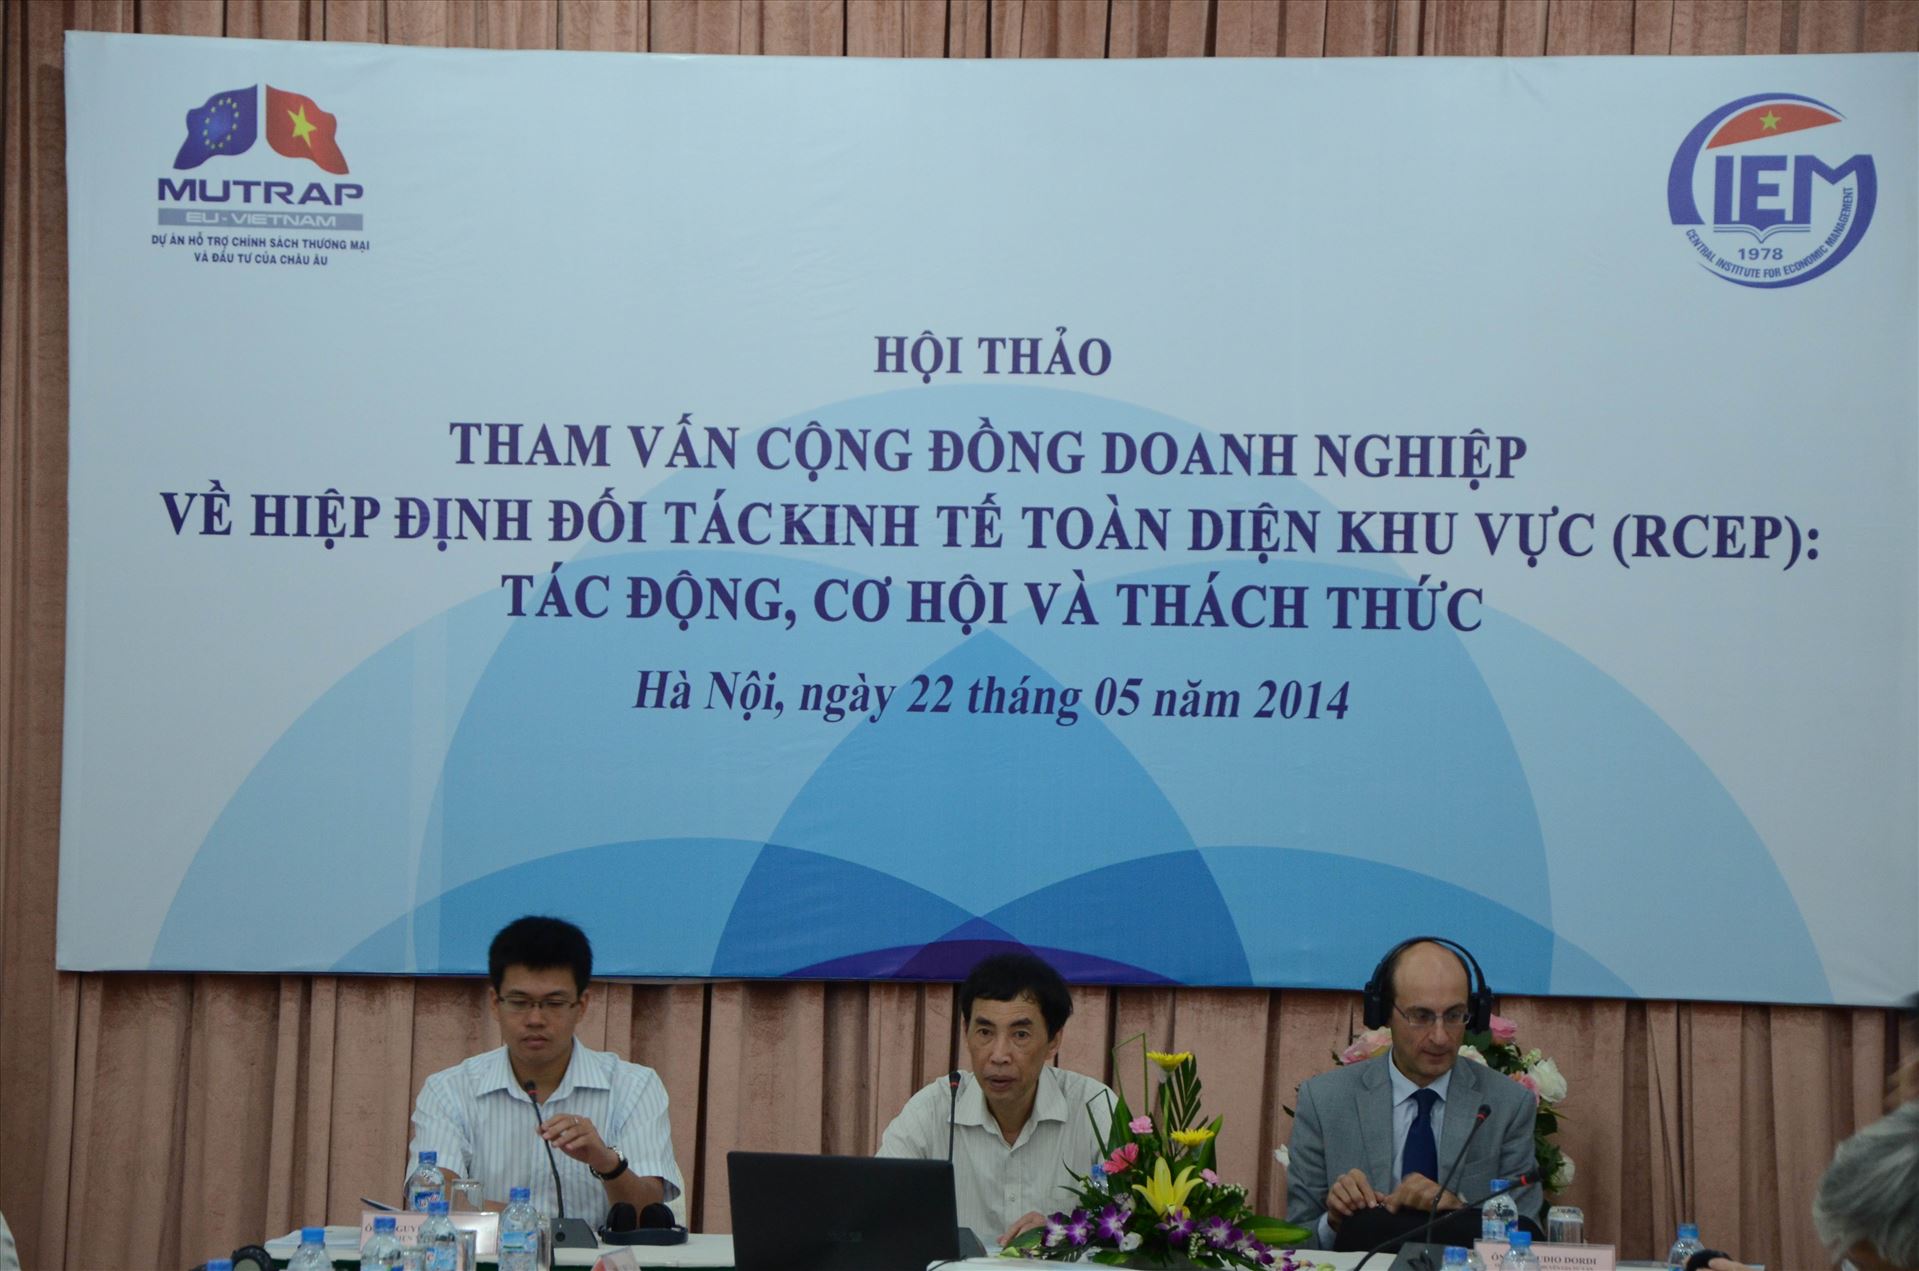 MUTRAP
EU-VIETNAM
DỰ ÁN HỖ TRỢ CHÍNH SÁCH THƯƠNG MẠI
VÀ ĐẦU TƯ CỦA CHÂU ÂU
CIEM
1978
CENTRAL INSTITUTE FOR ECONOMIC MANAGEMENT
HỘI THẢO
THAM VẤN CỘNG ĐỒNG DOANH NGHIỆP
VỀ HIỆP ĐỊNH ĐỐI TÁCKINH TẾ TOÀN DIỆN KHU VỰC (RCEP):
TÁC ĐỘNG, CƠ HỘI VÀ THÁCH THỨC
Hà Nội, ngày 22 tháng 05 năm 2014
DORDI